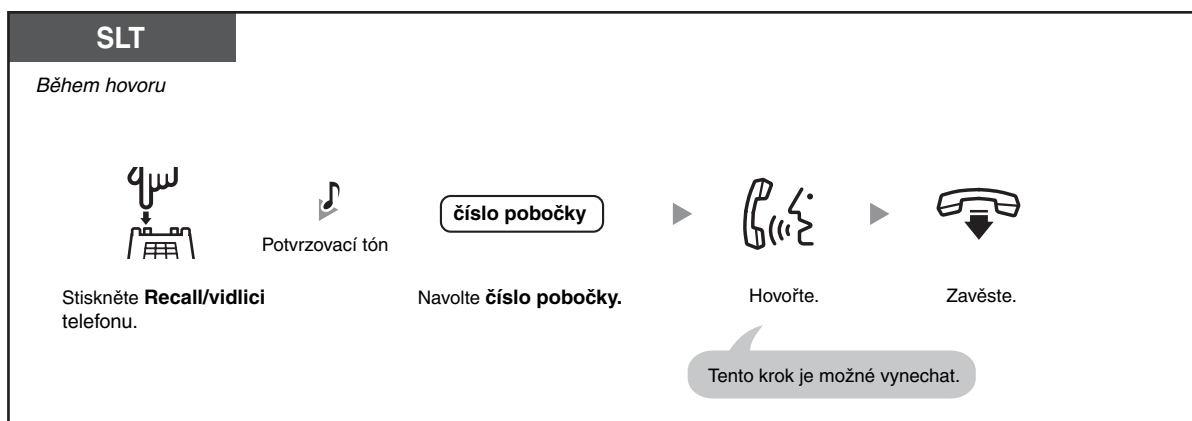 SLT
Během hovoru
Potvrzovací tón
číslo pobočky
Stiskněte Recall/vidlici
telefonu.
Navolte číslo pobočky.
Hovořte.
Zavěste.
Tento krok je možné vynechat.